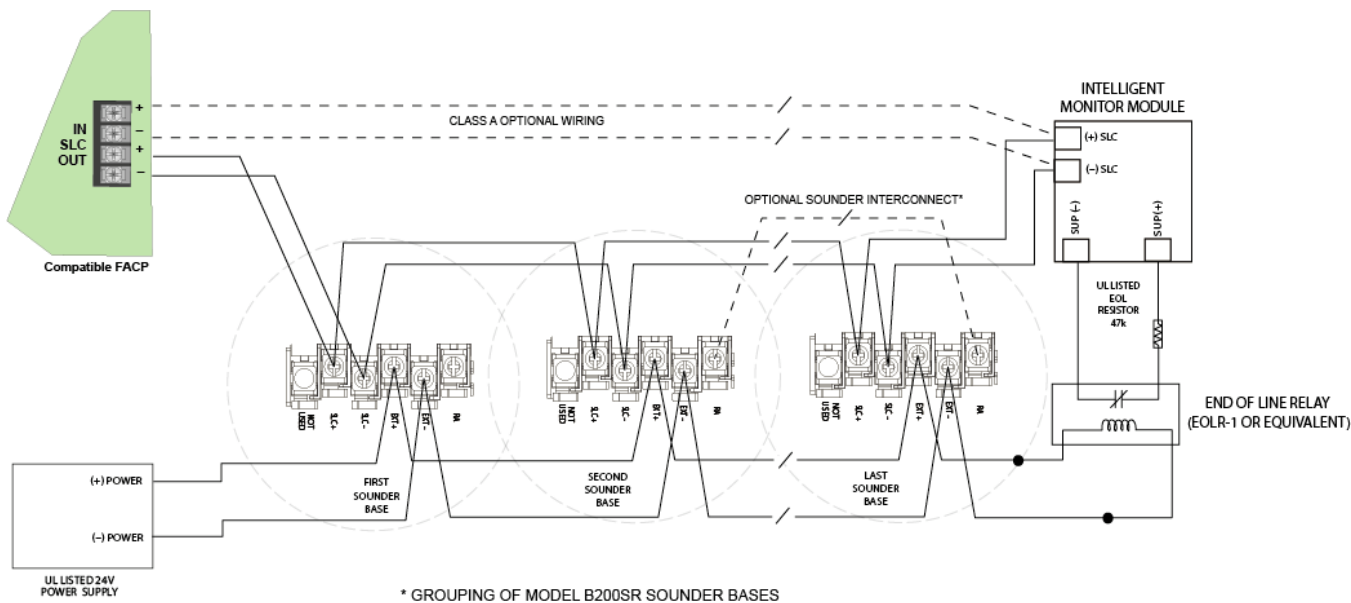 +
IN
−
SLC
+
OUT
−
Compatible FACP
CLASS A OPTIONAL WIRING
OPTIONAL SOUNDER INTERCONNECT*
INTELLIGENT
MONITOR MODULE
(+) SLC
(−) SLC
SUP (−)
SUP (+)
UL LISTED
EOL
RESISTOR
47k
END OF LINE RELAY
(EOLR-1 OR EQUIVALENT)
NOT
USED
SLC+
SLC -
EXT+
EXT -
RA
NOT
USED
SLC+
SLC -
EXT+
EXT -
RA
NOT
USED
SLC+
SLC -
EXT+
EXT -
RA
FIRST
SOUNDER
BASE
SECOND
SOUNDER
BASE
LAST
SOUNDER
BASE
(+) POWER
(−) POWER
UL LISTED 24V
POWER SUPPLY
* GROUPING OF MODEL B200SR SOUNDER BASES